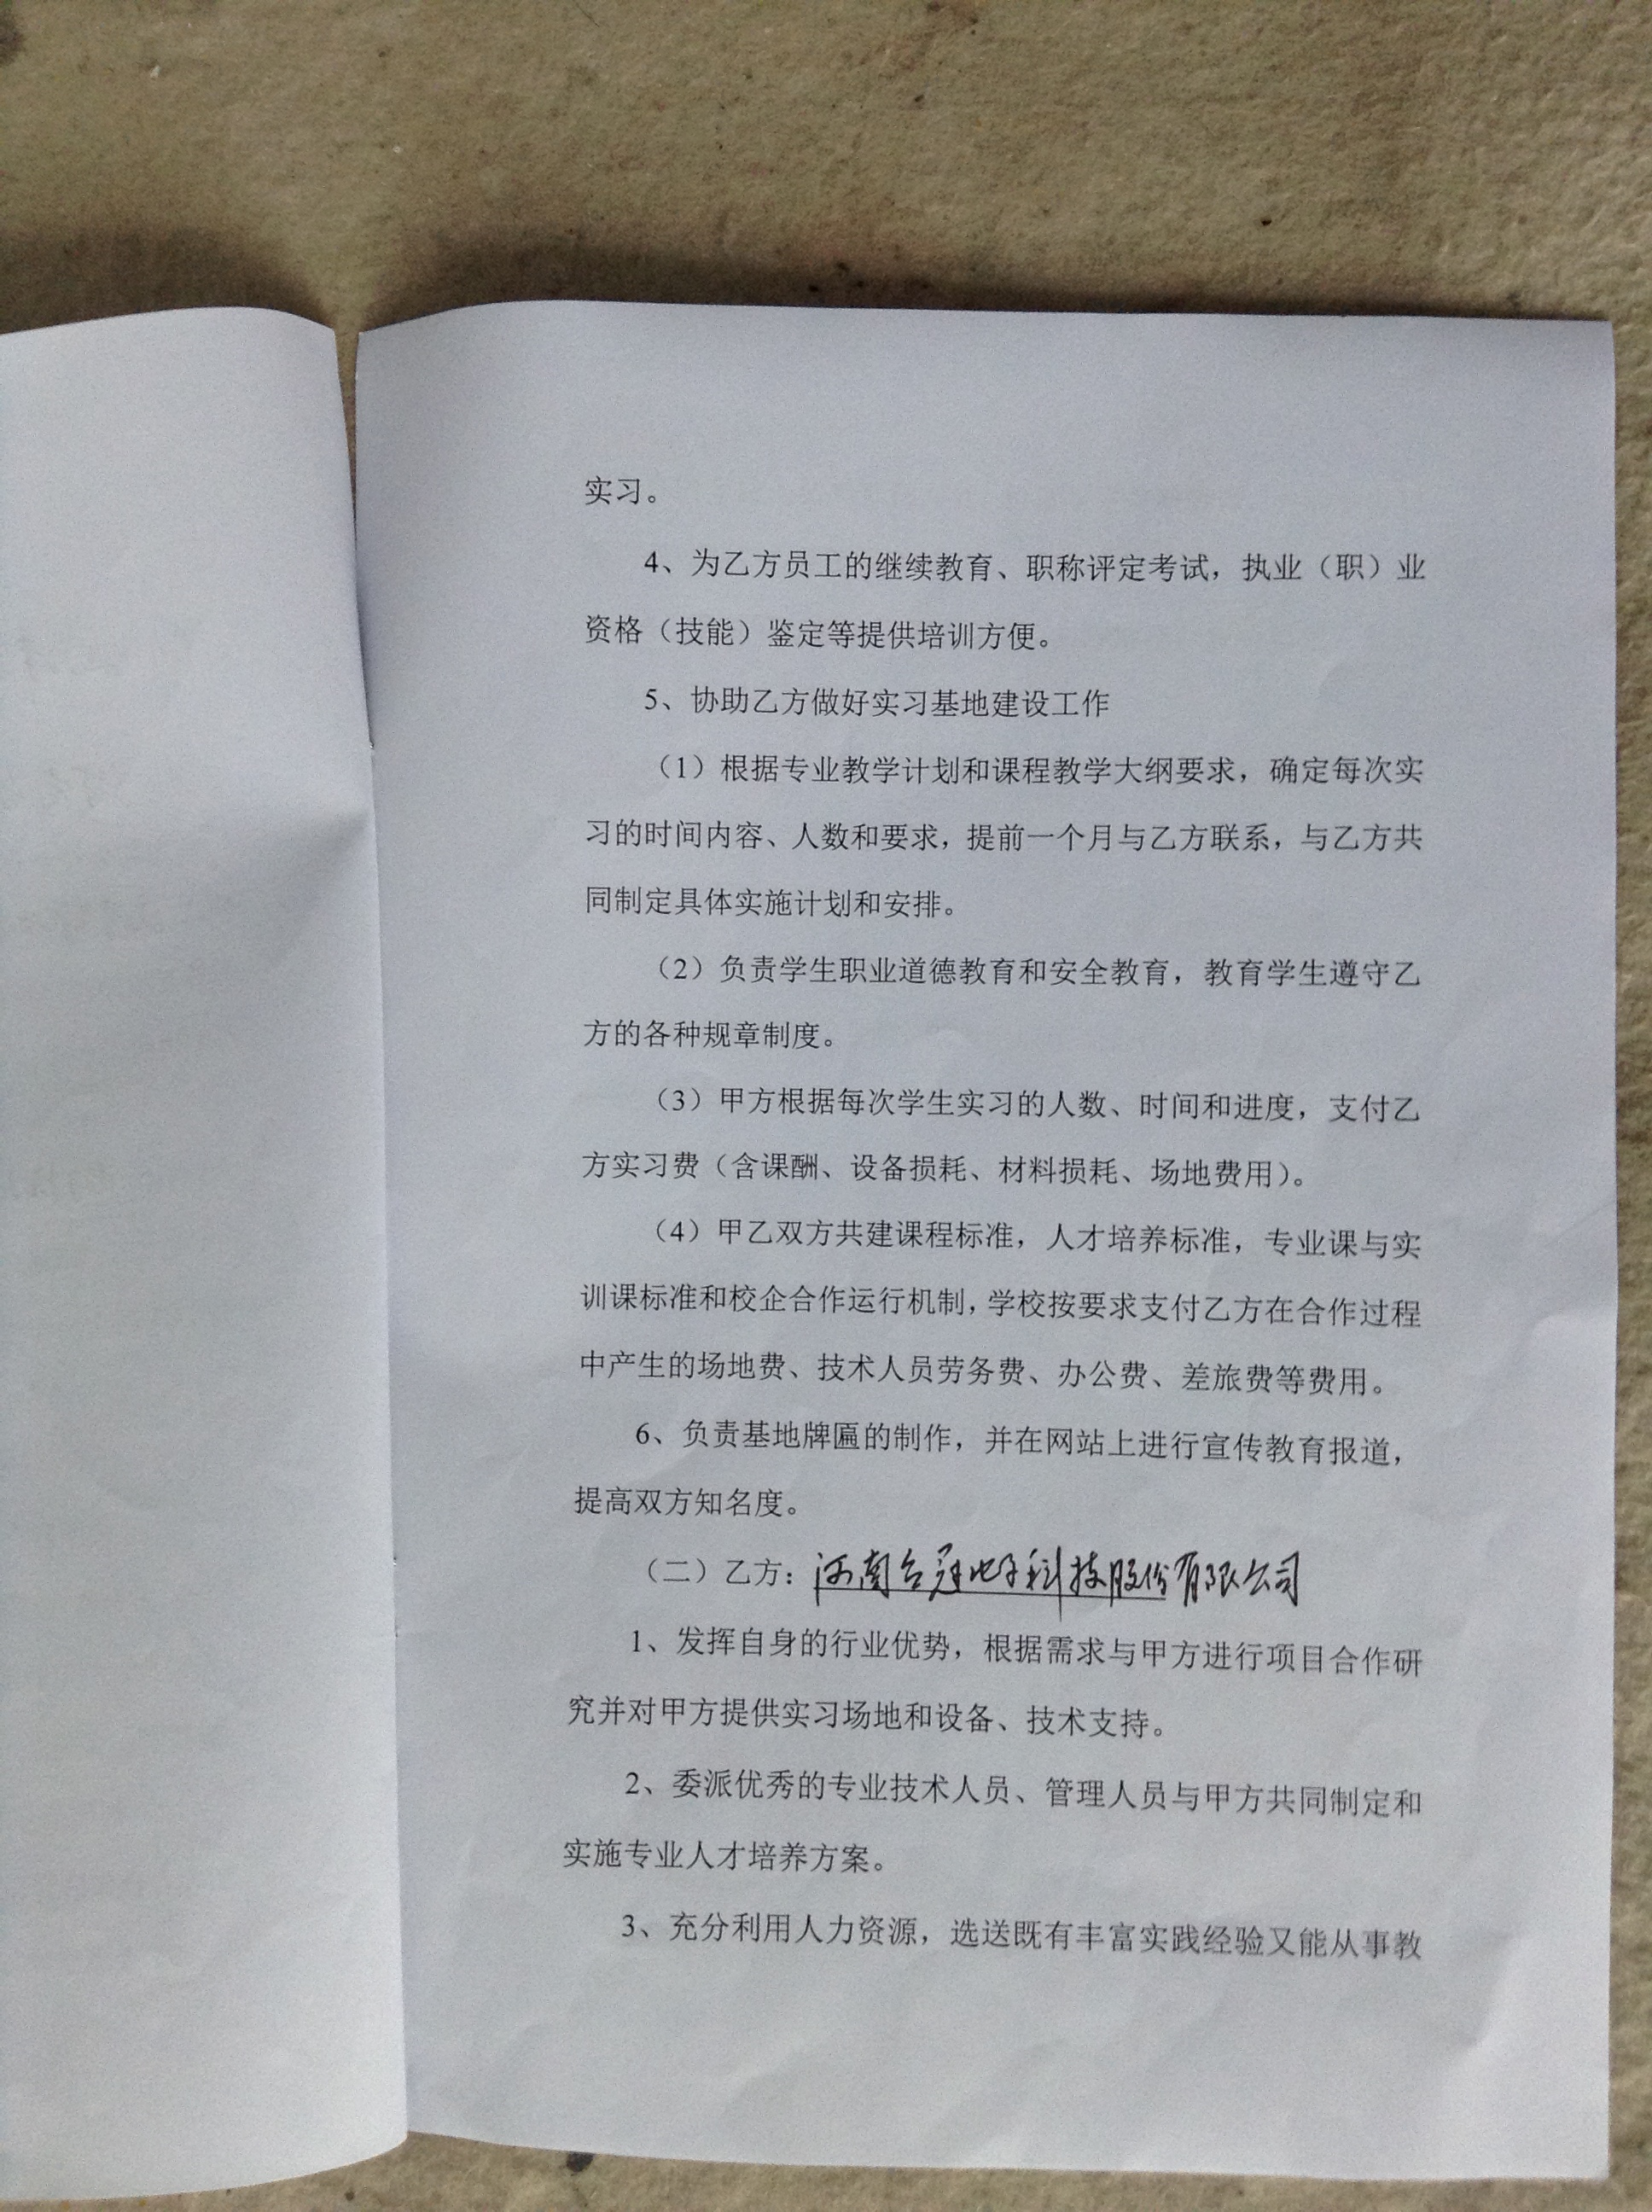 实习。
4、为乙方员工的继续教育、职称评定考试，执业（职）业
资格（技能）鉴定等提供培训方便。
5、协助乙方做好实习基地建设工作
（1）根据专业教学计划和课程教学大纲要求，确定每次实
习的时间内容、人数和要求，提前一个月与乙方联系，与乙方共
同制定具体实施计划和安排。
（2）负责学生职业道德教育和安全教育，教育学生遵守乙
方的各种规章制度。
（3）甲方根据每次学生实习的人数、时间和进度，支付乙
方实习费（含课酬、设备损耗、材料损耗、场地费用）。
（4）甲乙双方共建课程标准，人才培养标准，专业课与实
训课标准和校企合作运行机制，学校按要求支付乙方在合作过程
中产生的场地费、技术人员劳务费、办公费、差旅费等费用。
6、负责基地牌匾的制作，并在网站上进行宣传教育报道，
提高双方知名度。
（二）乙方：河南台冠电子科技股份有限公司
1、发挥自身的行业优势，根据需求与甲方进行项目合作研
究并对甲方提供实习场地和设备、技术支持。
2、委派优秀的专业技术人员、管理人员与甲方共同制定和
实施专业人才培养方案。
3、充分利用人力资源，选送既有丰富实践经验又能从事教